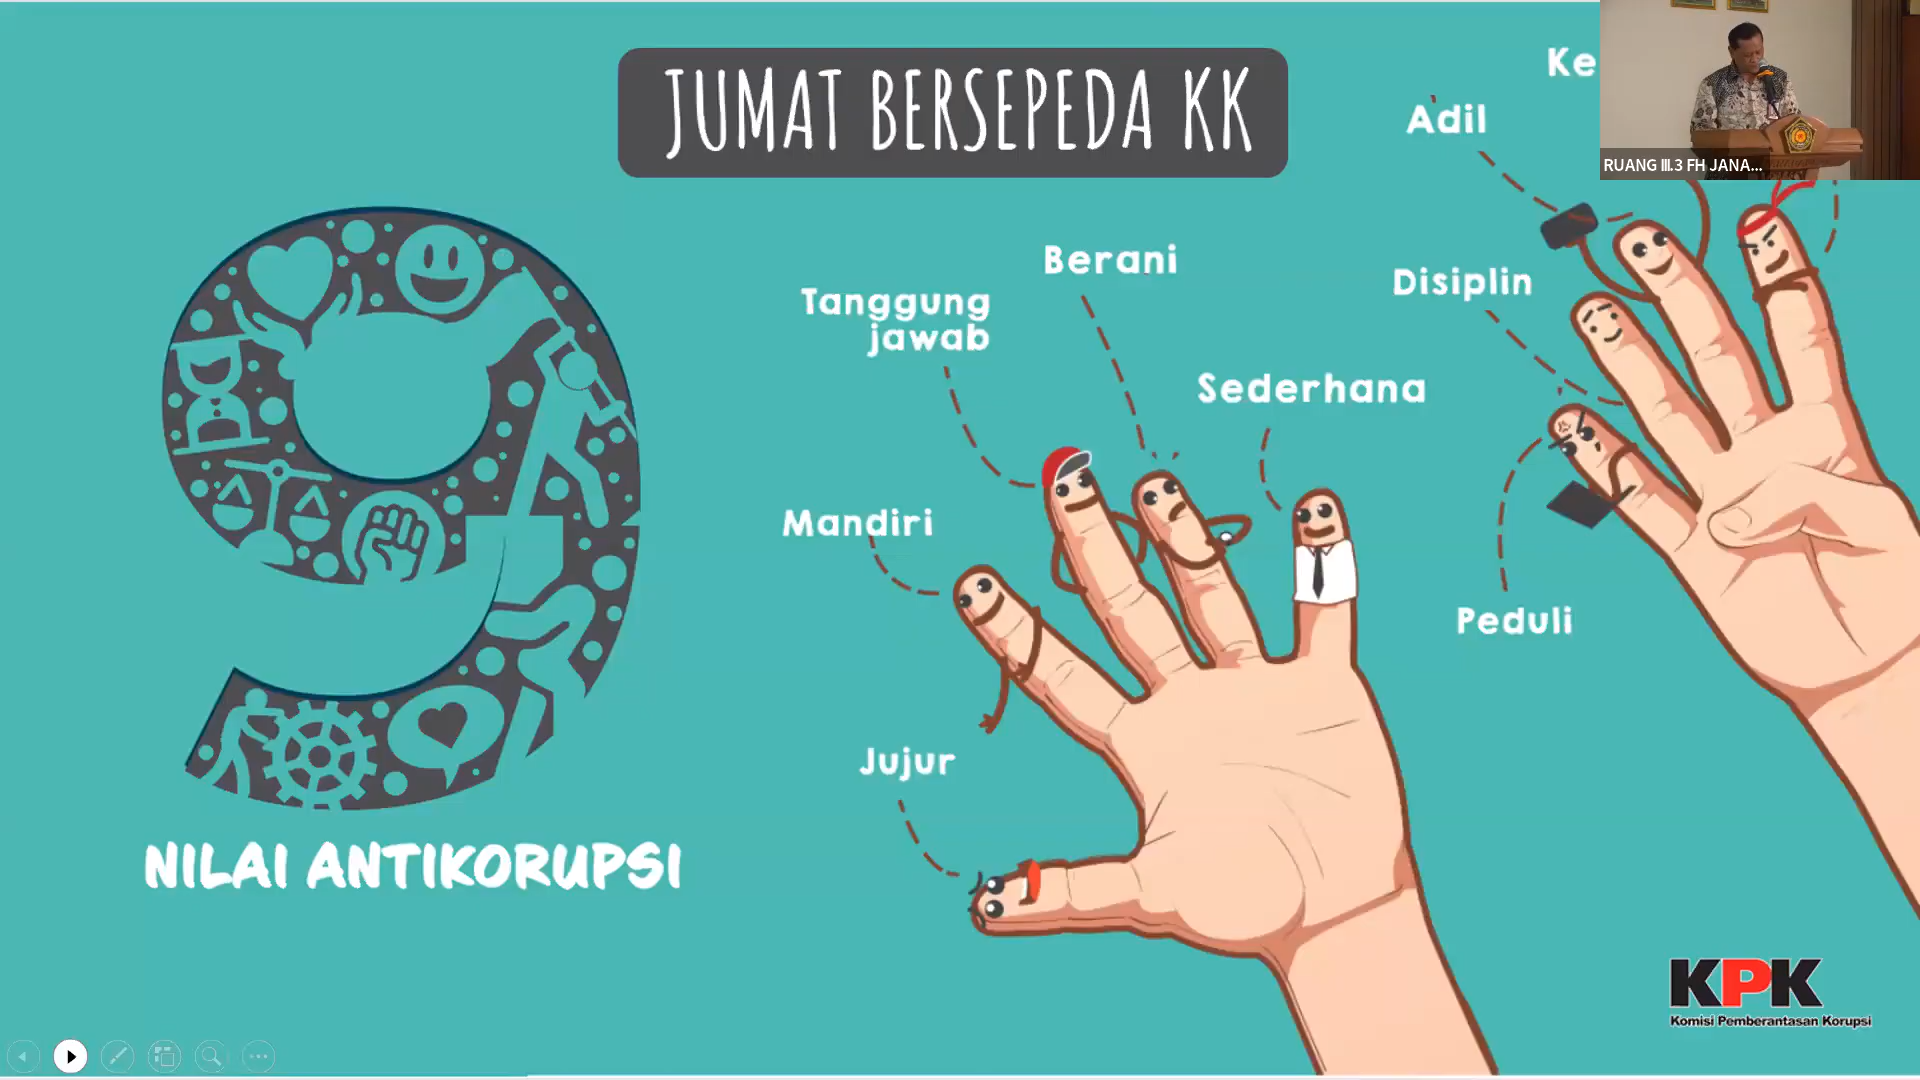 JUMAT BERSEPEDA KK
Ke
Adil
RUANG III.3 FH JANA...
Berani
Disiplin
Tanggung
jawab
Sederhana
Mandiri
Peduli
Jujur
NILAI ANTIKORUPSI
KPK
Komisi Pemberantasan Korupsi